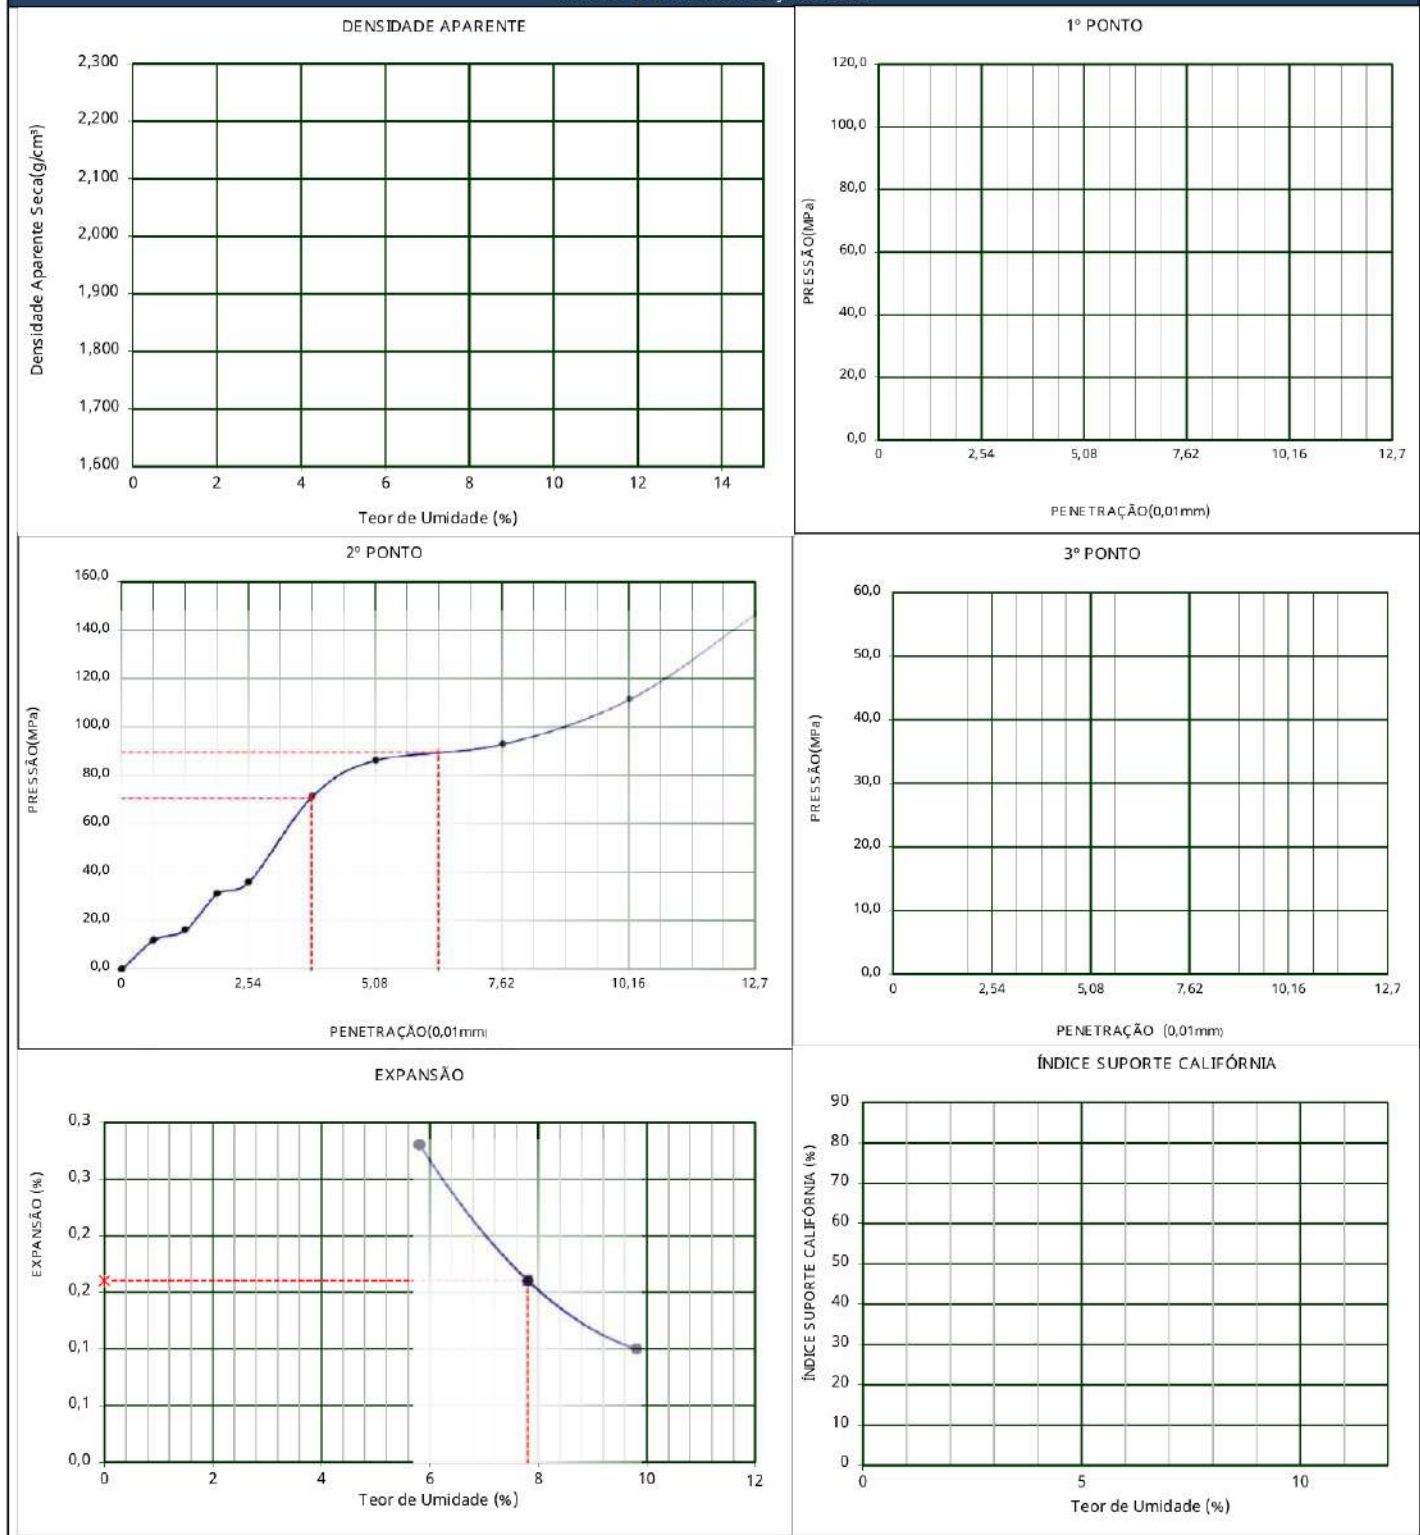 DENSIDADE APARENTE
2,300
2,200
2,100
2,000
1,900
1,800
1,700
1,600
0 2 4 6 8 10 12 14
Densidade Aparente Seca(g/cm³)
Teor de Umidade (%)
1º PONTO
120,0
100,0
80,0
60,0
40,0
20,0
0,0
0 2,54 5,08 7,62 10,16 12,7
PRESSÃO(MPa)
PENETRAÇÃO(0,01mm)
2º PONTO
160,0
140,0
120,0
100,0
80,0
60,0
40,0
20,0
0,0
0 2,54 5,08 7,62 10,16 12,7
PRESSÃO(MPa)
PENETRAÇÃO(0,01mm)
3º PONTO
60,0
50,0
40,0
30,0
20,0
10,0
0,0
0 2,54 5,08 7,62 10,16 12,7
PRESSÃO(MPa)
PENETRAÇÃO (0,01mm)
EXPANSÃO
0,3
0,3
0,2
0,2
0,1
0,1
0,0
0 2 4 6 8 10 12
EXPANSÃO (%)
Teor de Umidade (%)
ÍNDICE SUPORTE CALIFÓRNIA
90
80
70
60
50
40
30
20
10
0
0 5 10
ÍNDICE SUPORTE CALIFÓRNIA (%)
Teor de Umidade (%)